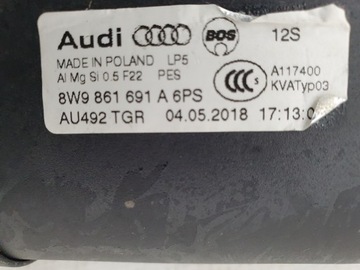 Audi BOS 12S
MADE IN POLAND LP5
Al Mg Si 0.5 F22 PES
CCC S A117400
KVATyp03
8W9 861 691 A 6PS
AU492 TGR 04.05.2018 17:13:0